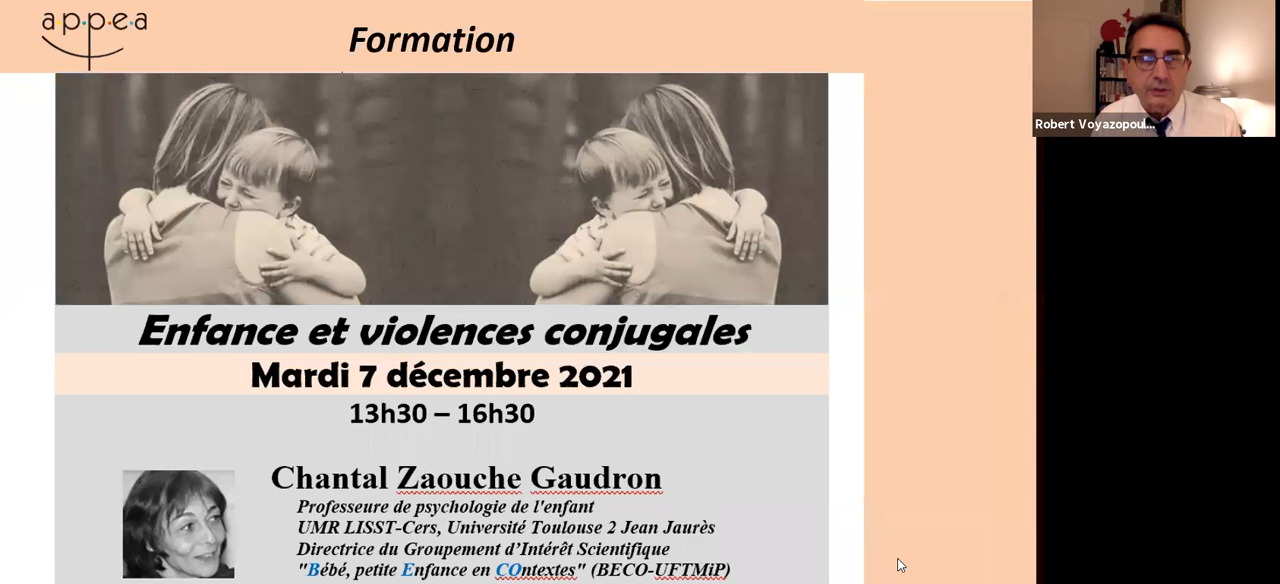 a·p·p·e·a
Formation
Robert Voyazopoul...
Enfance et violences conjugales
Mardi 7 décembre 2021
13h30 – 16h30
Chantal Zaouche Gaudron
Professeure de psychologie de l'enfant
UMR LISST-Cers, Université Toulouse 2 Jean Jaurès
Directrice du Groupement d’Intérêt Scientifique
"Bébé, petite Enfance en COntextes" (BECO-UFTMiP)